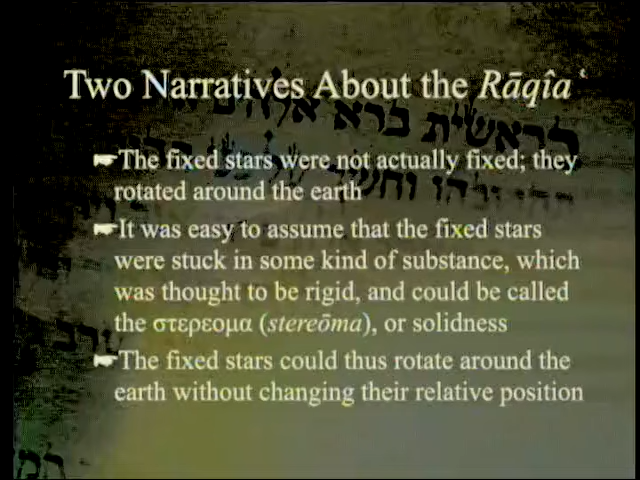 Two Narratives About the Rāqîaʿ
בראשית ברא אלהים
☛The fixed stars were not actually fixed; they
rotated around the earth
☛It was easy to assume that the fixed stars
were stuck in some kind of substance, which
was thought to be rigid, and could be called
the στερεομα (stereōma), or solidness
☛The fixed stars could thus rotate around the
earth without changing their relative position